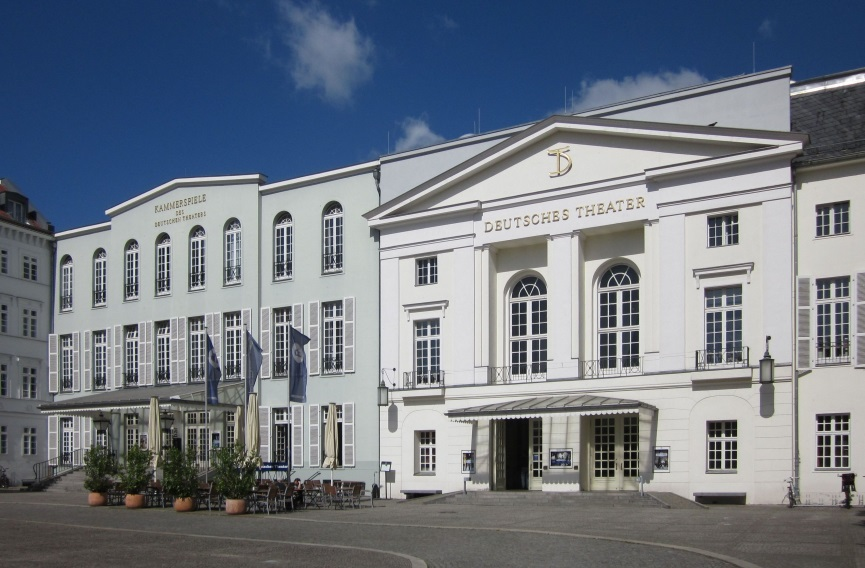 KAMMERSPIELE
DES
DEUTSCHEN THEATERS
DT
DEUTSCHES THEATER